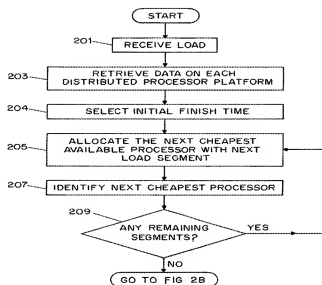 START
201
RECEIVE LOAD
203
RETRIEVE DATA ON EACH
DISTRIBUTED PROCESSOR
PLATFORM
204
SELECT INITIAL FINISH TIME
205
ALLOCATE THE NEXT CHEAPEST
AVAILABLE PROCESSOR WITH NEXT
LOAD SEGMENT
207
IDENTIFY NEXT CHEAPEST PROCESSOR
209
ANY REMAINING
SEGMENTS?
YES
NO
GO TO FIG 2B